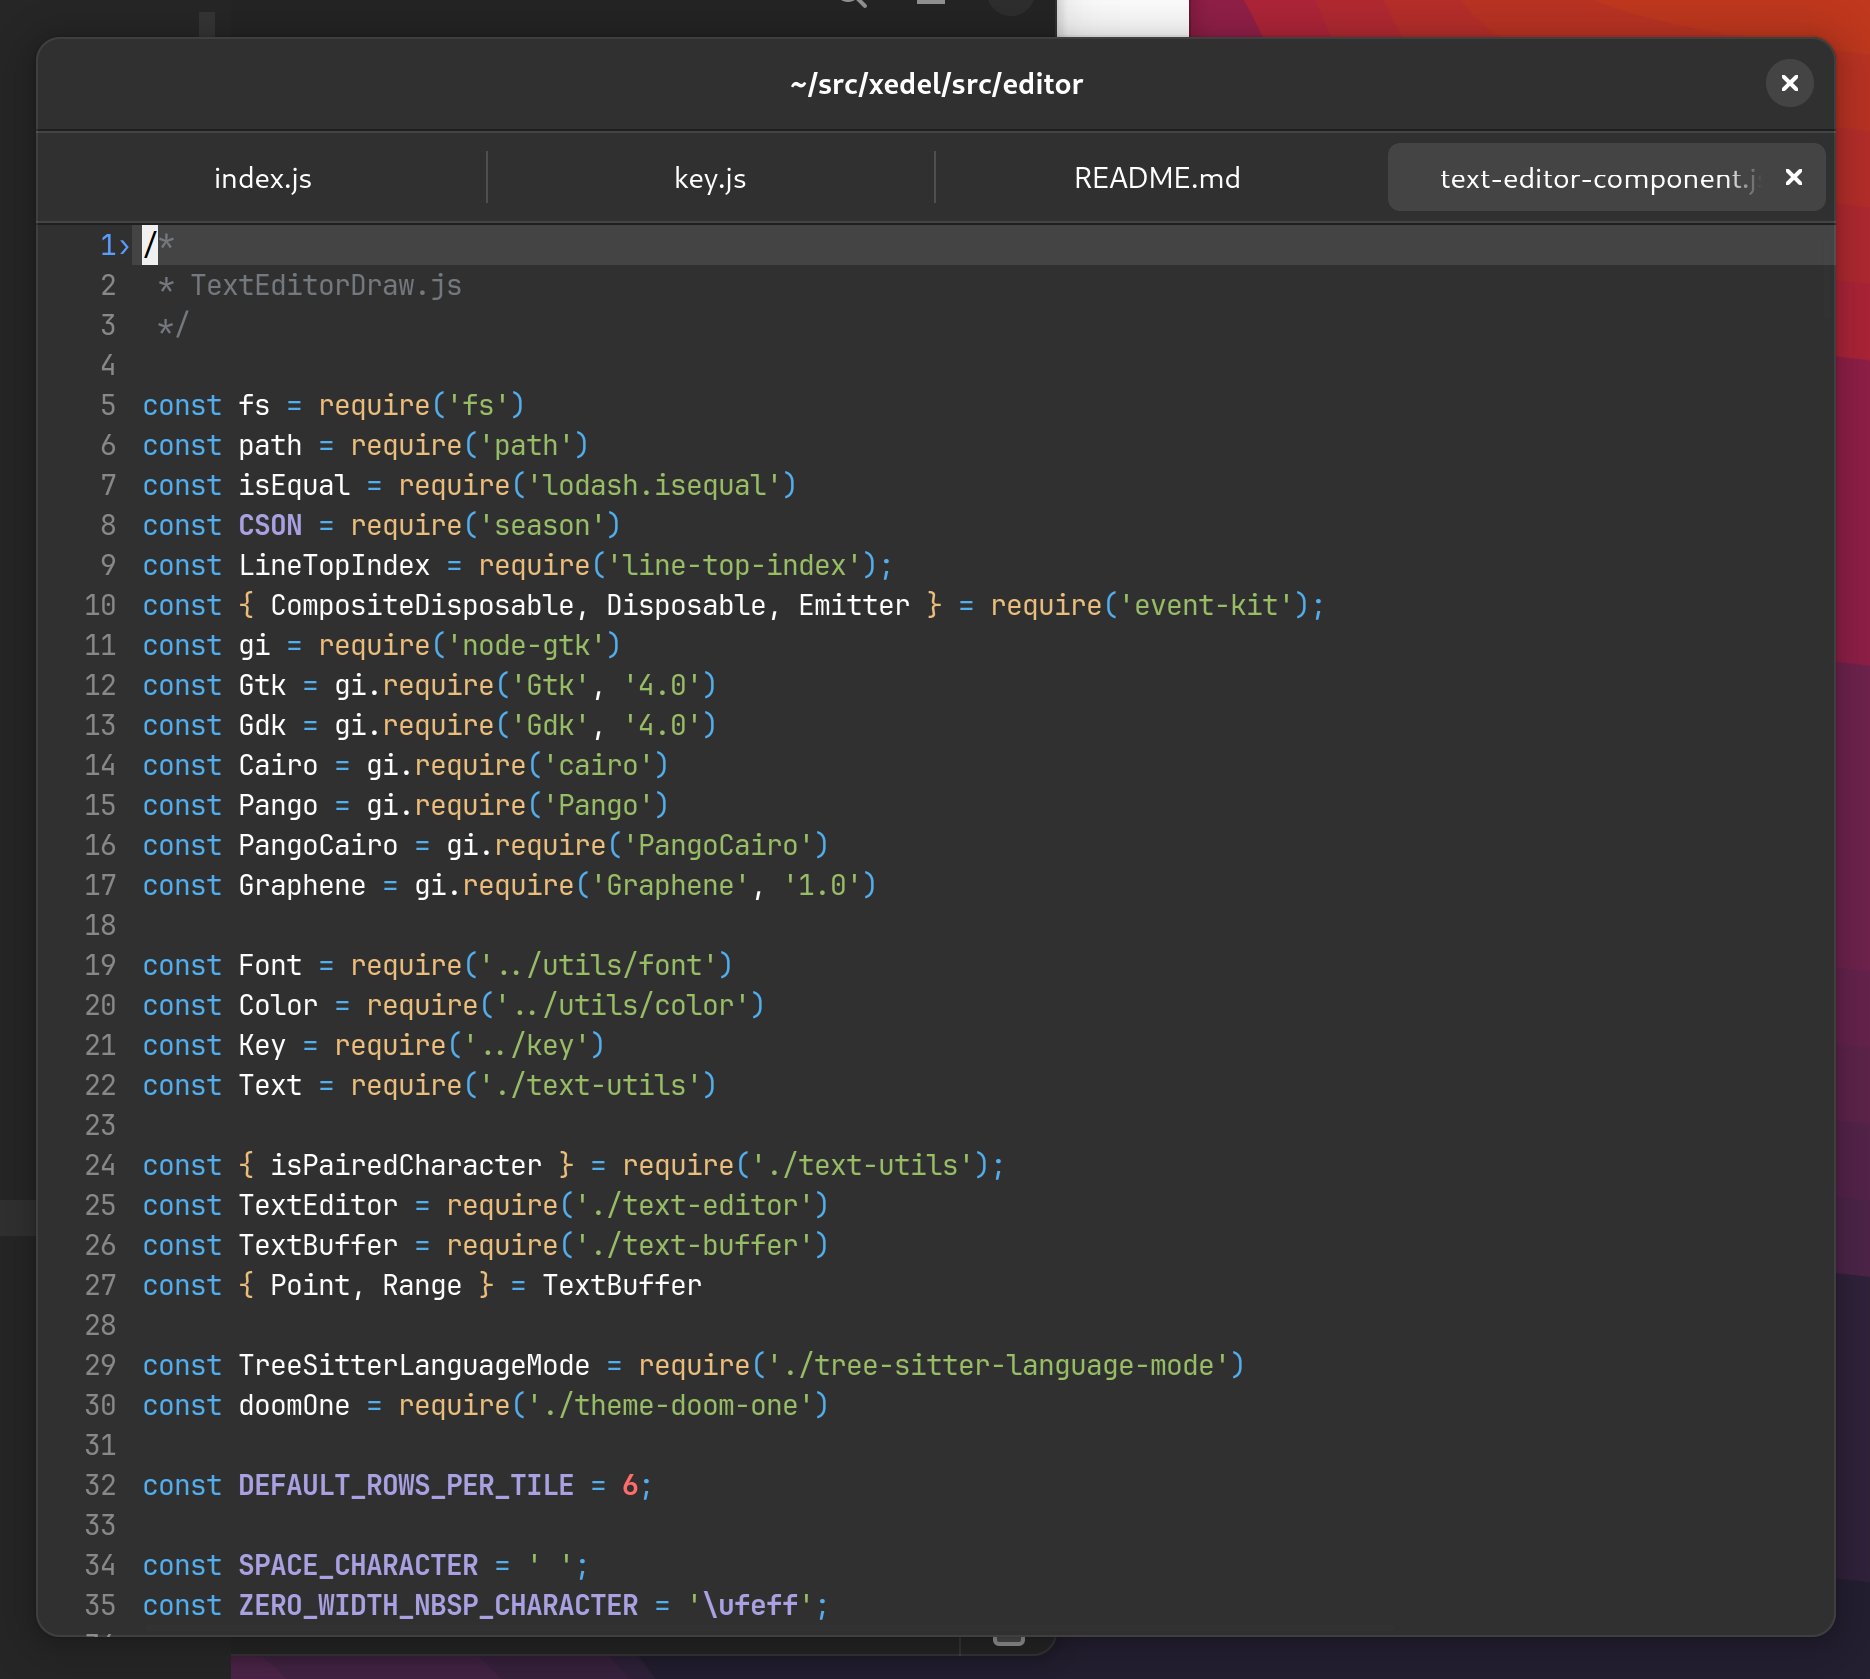 ~/src/xedel/src/editor
index.js
key.js
README.md
text-editor-component.j
1 /*
2  * TextEditorDraw.js
3  */
4
5 const fs = require('fs')
6 const path = require('path')
7 const isEqual = require('lodash.isequal')
8 const CSON = require('season')
9 const LineTopIndex = require('line-top-index');
10 const { CompositeDisposable, Disposable, Emitter } = require('event-kit');
11 const gi = require('node-gtk')
12 const Gtk = gi.require('Gtk', '4.0')
13 const Gdk = gi.require('Gdk', '4.0')
14 const Cairo = gi.require('cairo')
15 const Pango = gi.require('Pango')
16 const PangoCairo = gi.require('PangoCairo')
17 const Graphene = gi.require('Graphene', '1.0')
18
19 const Font = require('../utils/font')
20 const Color = require('../utils/color')
21 const Key = require('../key')
22 const Text = require('./text-utils')
23
24 const { isPairedCharacter } = require('./text-utils');
25 const TextEditor = require('./text-editor')
26 const TextBuffer = require('./text-buffer')
27 const { Point, Range } = TextBuffer
28
29 const TreeSitterLanguageMode = require('./tree-sitter-language-mode')
30 const doomOne = require('./theme-doom-one')
31
32 const DEFAULT_ROWS_PER_TILE = 6;
33
34 const SPACE_CHARACTER = ' ';
35 const ZERO_WIDTH_NBSP_CHARACTER = '\ufeff';